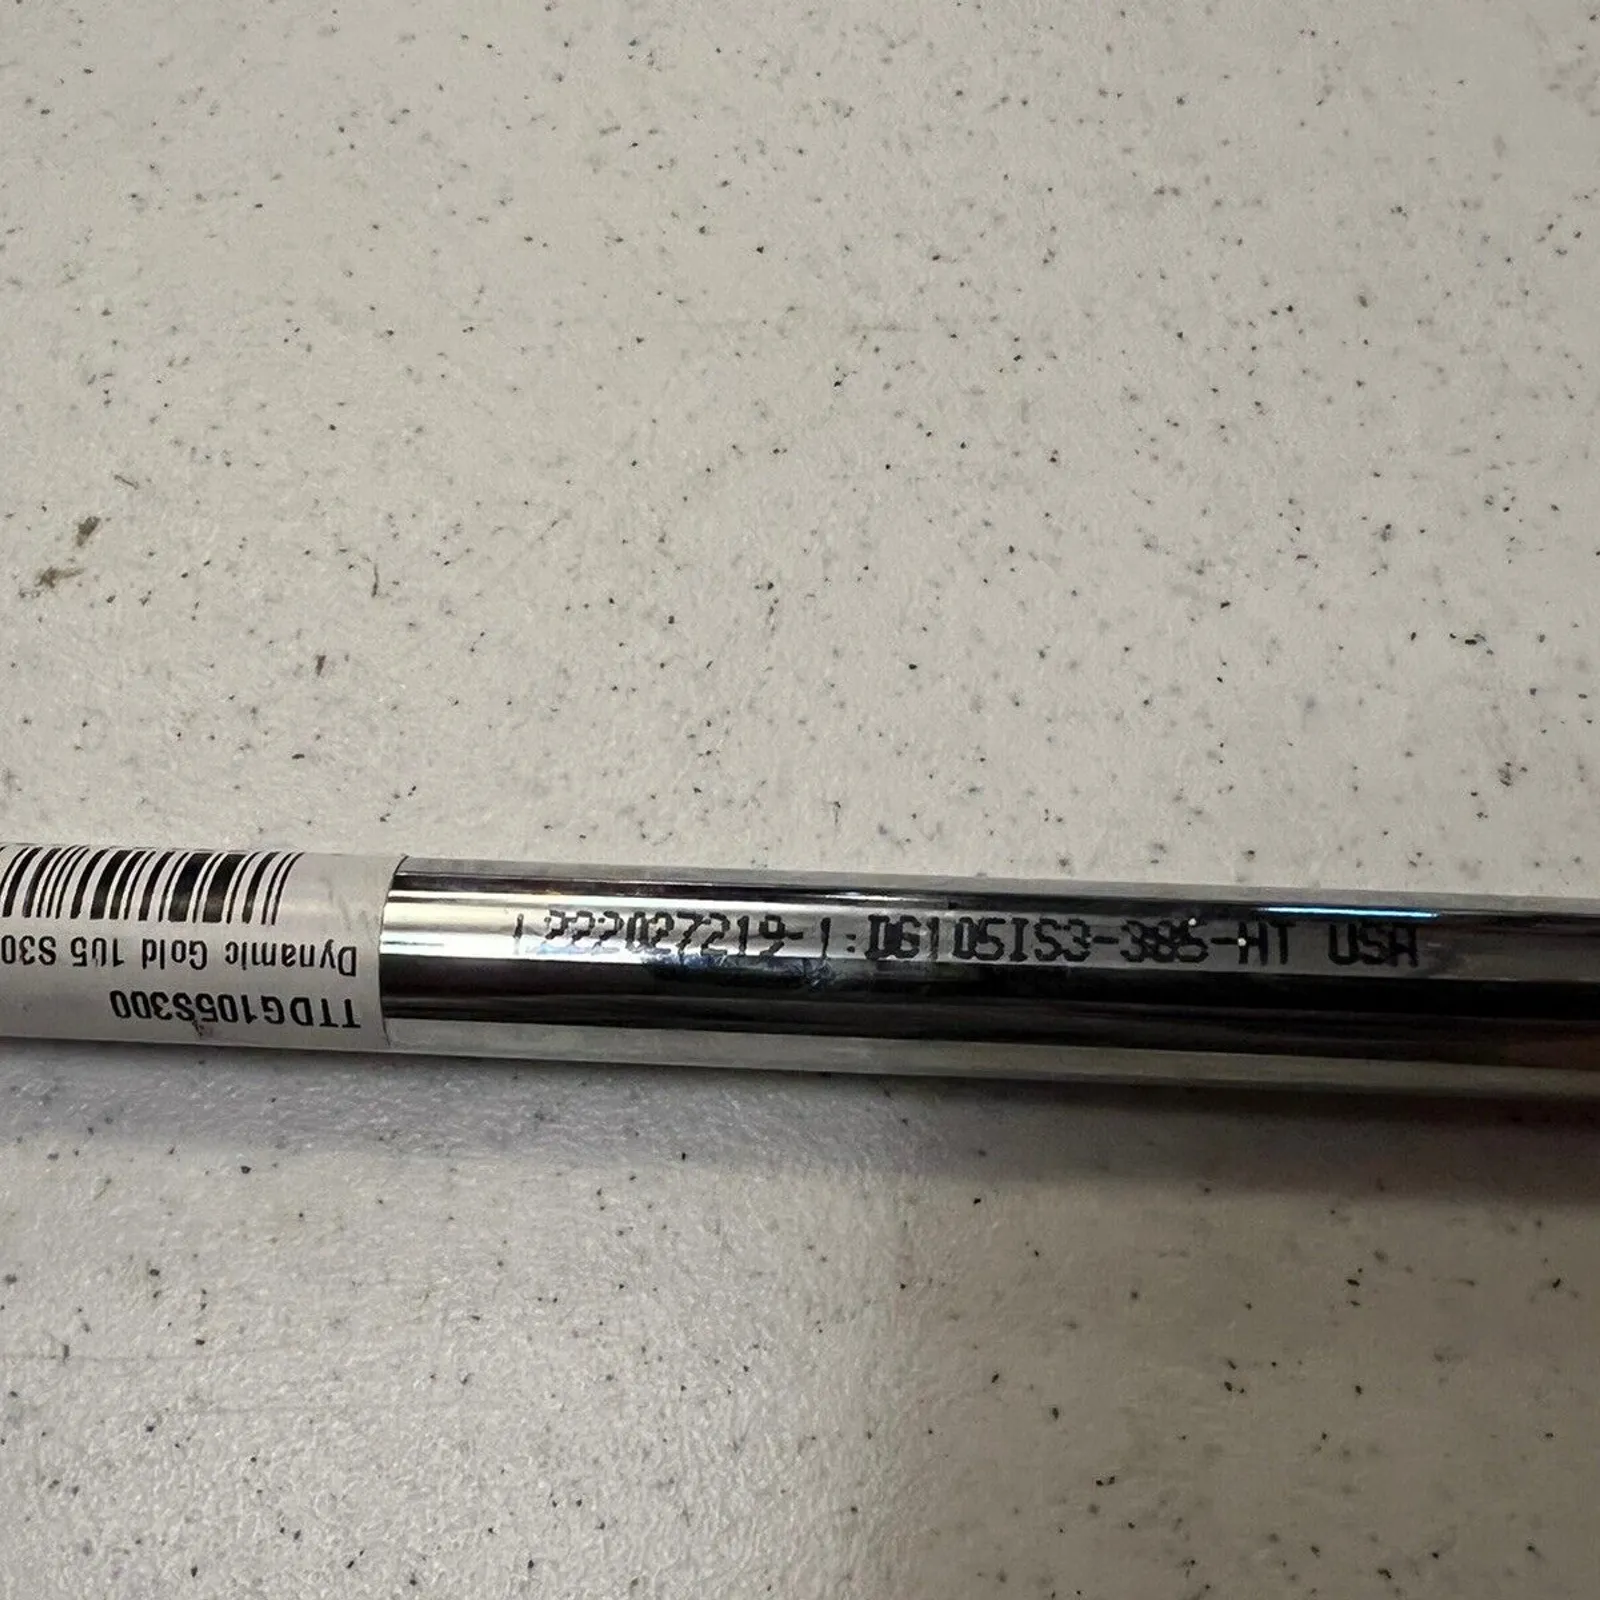 TTDG105S300
Dynamic Gold 105 S30
1222027219-1:DG105IS3-385-HT USA